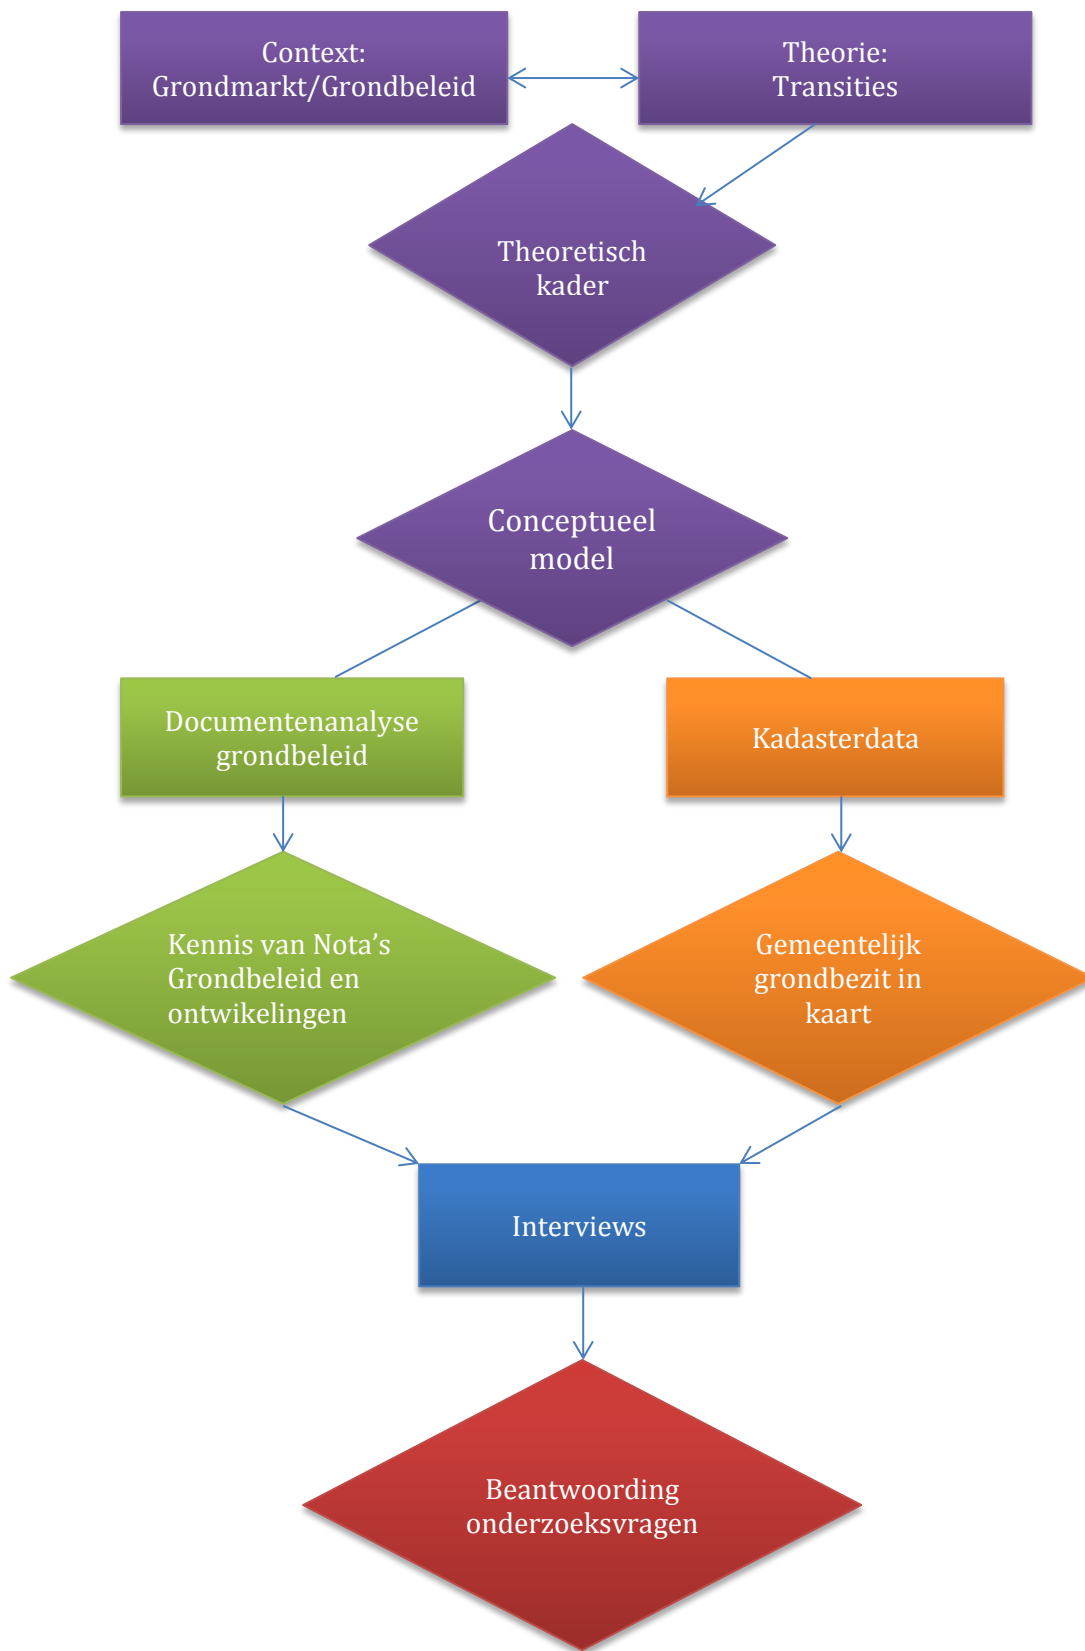 Context:
Grondmarkt/Grondbeleid
Theorie:
Transities
Theoretisch
kader
Conceptueel
model
Documentenanalyse
grondbeleid
Kadasterdata
Kennis van Nota’s
Grondbeleid en
ontwikelingen
Gemeentelijk
grondbezit in
kaart
Interviews
Beantwoording
onderzoeksvragen